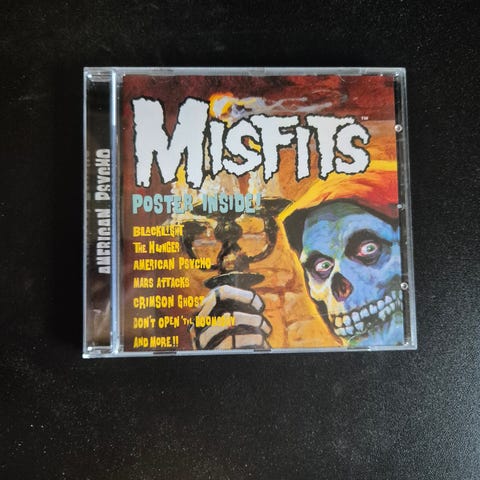 MISFITS™
POSTER INSIDE!
BLACKLIGHT
THE HUNGER
AMERICAN PSYCHO
MARS ATTACKS
CRIMSON GHOST
DON'T OPEN 'TIL DOOMSDAY
AND MORE!!
AMERICAN PSYCHO